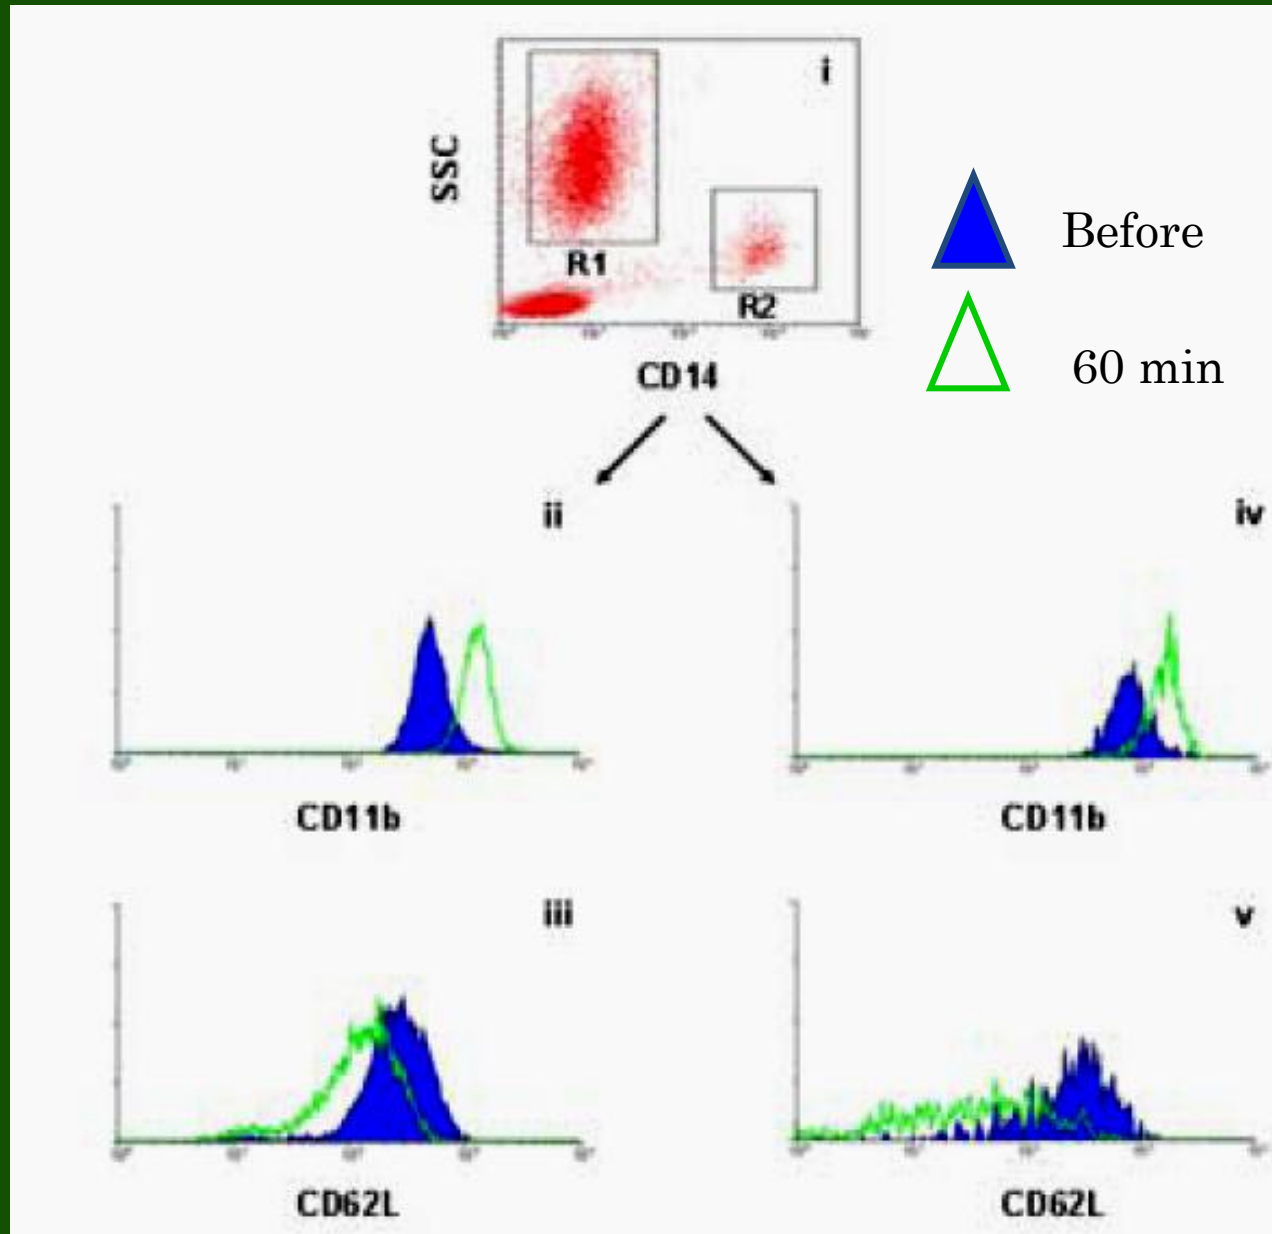 i
SSC
R1
R2
CD14
Before
60 min
ii
iv
CD11b
CD11b
iii
v
CD62L
CD62L